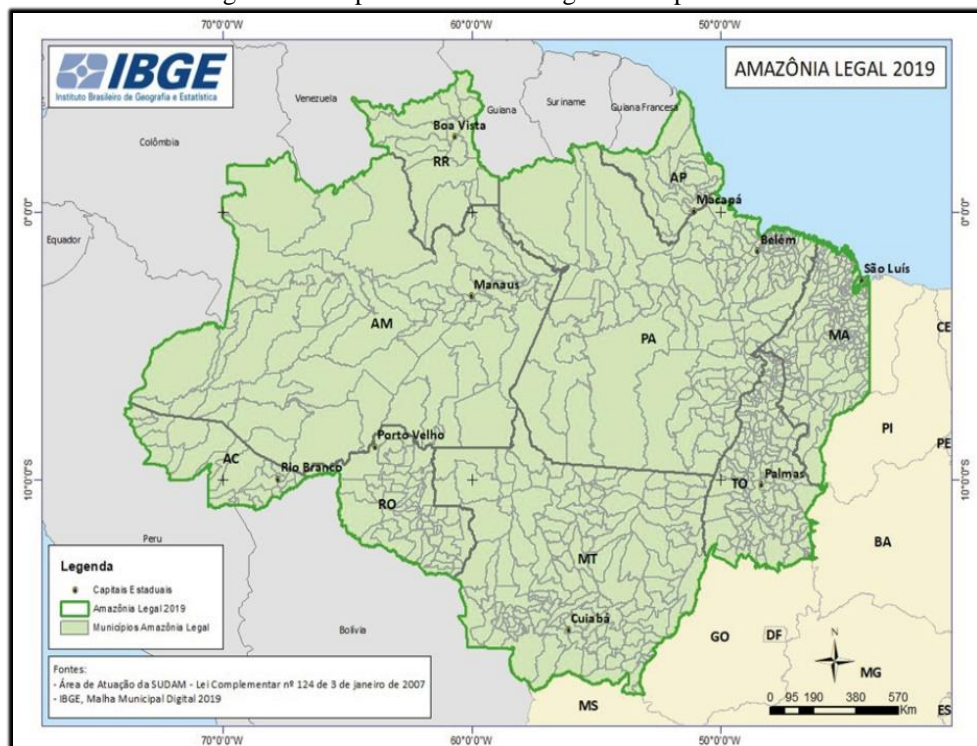 IBGE
Instituto Brasileiro de Geografia e Estatística
AMAZÔNIA LEGAL 2019
70°0'0"W
60°0'0"W
50°0'0"W
Venezuela
Guiana
Suriname
Guiana Francesa
Colômbia
Boa Vista
RR
AP
Macapá
0°0'0"
0°0'0"
Equador
Belém
São Luís
Manaus
AM
PA
MA
CE
PI
PE
Porto Velho
AC
Rio Branco
RO
Palmas
TO
10°0'0"S
10°0'0"S
Peru
BA
MT
Legenda
Capitais Estaduais
Amazônia Legal 2019
Municípios Amazônia Legal
Cuiabá
Bolívia
GO
DF
N
MG
Fontes:
- Área de Atuação da SUDAM - Lei Complementar nº 124 de 3 de janeiro de 2007
- IBGE, Malha Municipal Digital 2019
0 95 190 380 570
Km
MS
ES
70°0'0"W
60°0'0"W
50°0'0"W